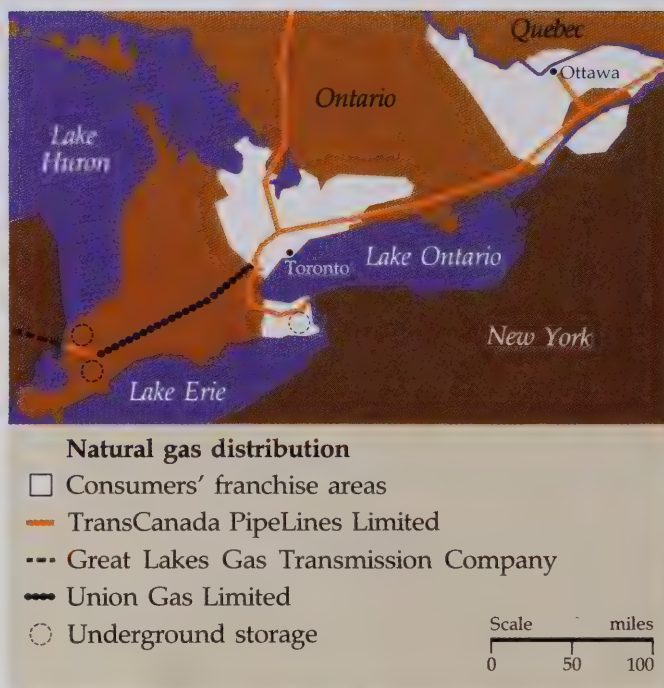 Quebec
Ottawa
Ontario
Lake
Huron
Toronto
Lake Ontario
New York
Lake Erie
Natural gas distribution
Consumers' franchise areas
TransCanada PipeLines Limited
Great Lakes Gas Transmission Company
Union Gas Limited
Underground storage
Scale miles
0 50 100